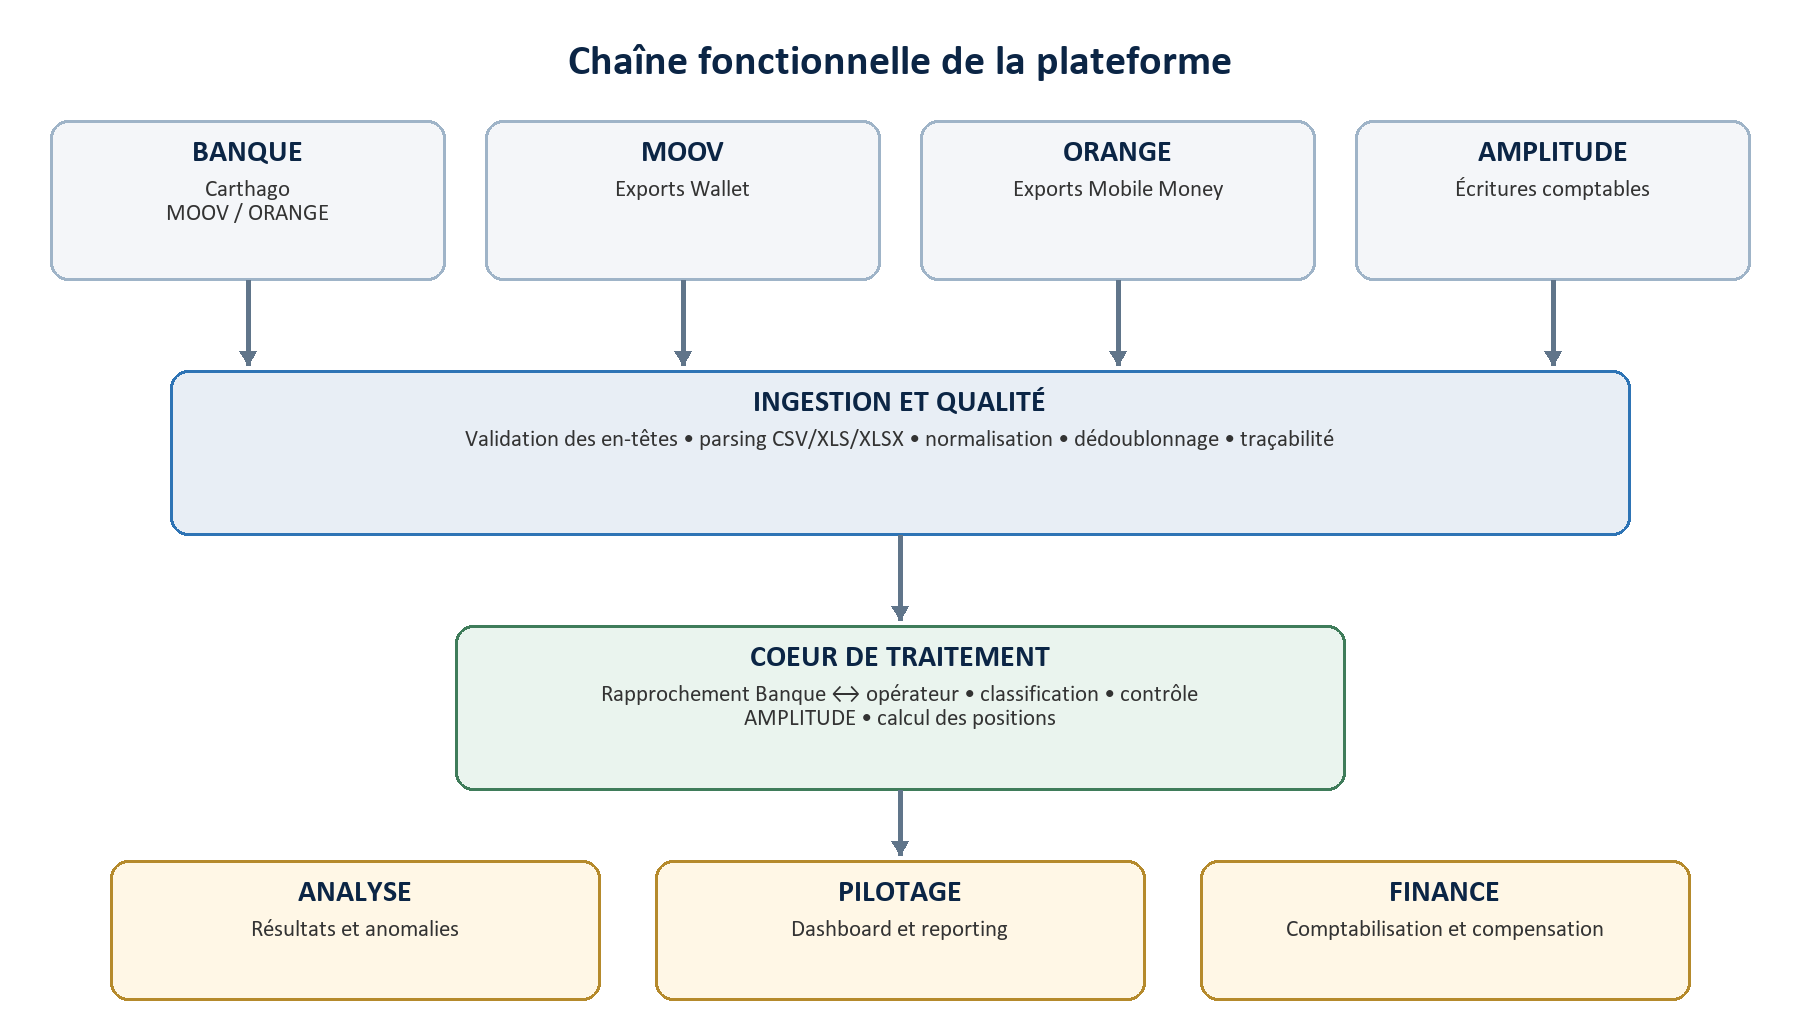 Chaîne fonctionnelle de la plateforme
BANQUE
Carthago
MOOV / ORANGE
MOOV
Exports Wallet
ORANGE
Exports Mobile Money
AMPLITUDE
Écritures comptables
INGESTION ET QUALITÉ
Validation des en-têtes • parsing CSV/XLS/XLSX • normalisation • dédoublonnage • traçabilité
COEUR DE TRAITEMENT
Rapprochement Banque ↔ opérateur • classification • contrôle
AMPLITUDE • calcul des positions
ANALYSE
Résultats et anomalies
PILOTAGE
Dashboard et reporting
FINANCE
Comptabilisation et compensation